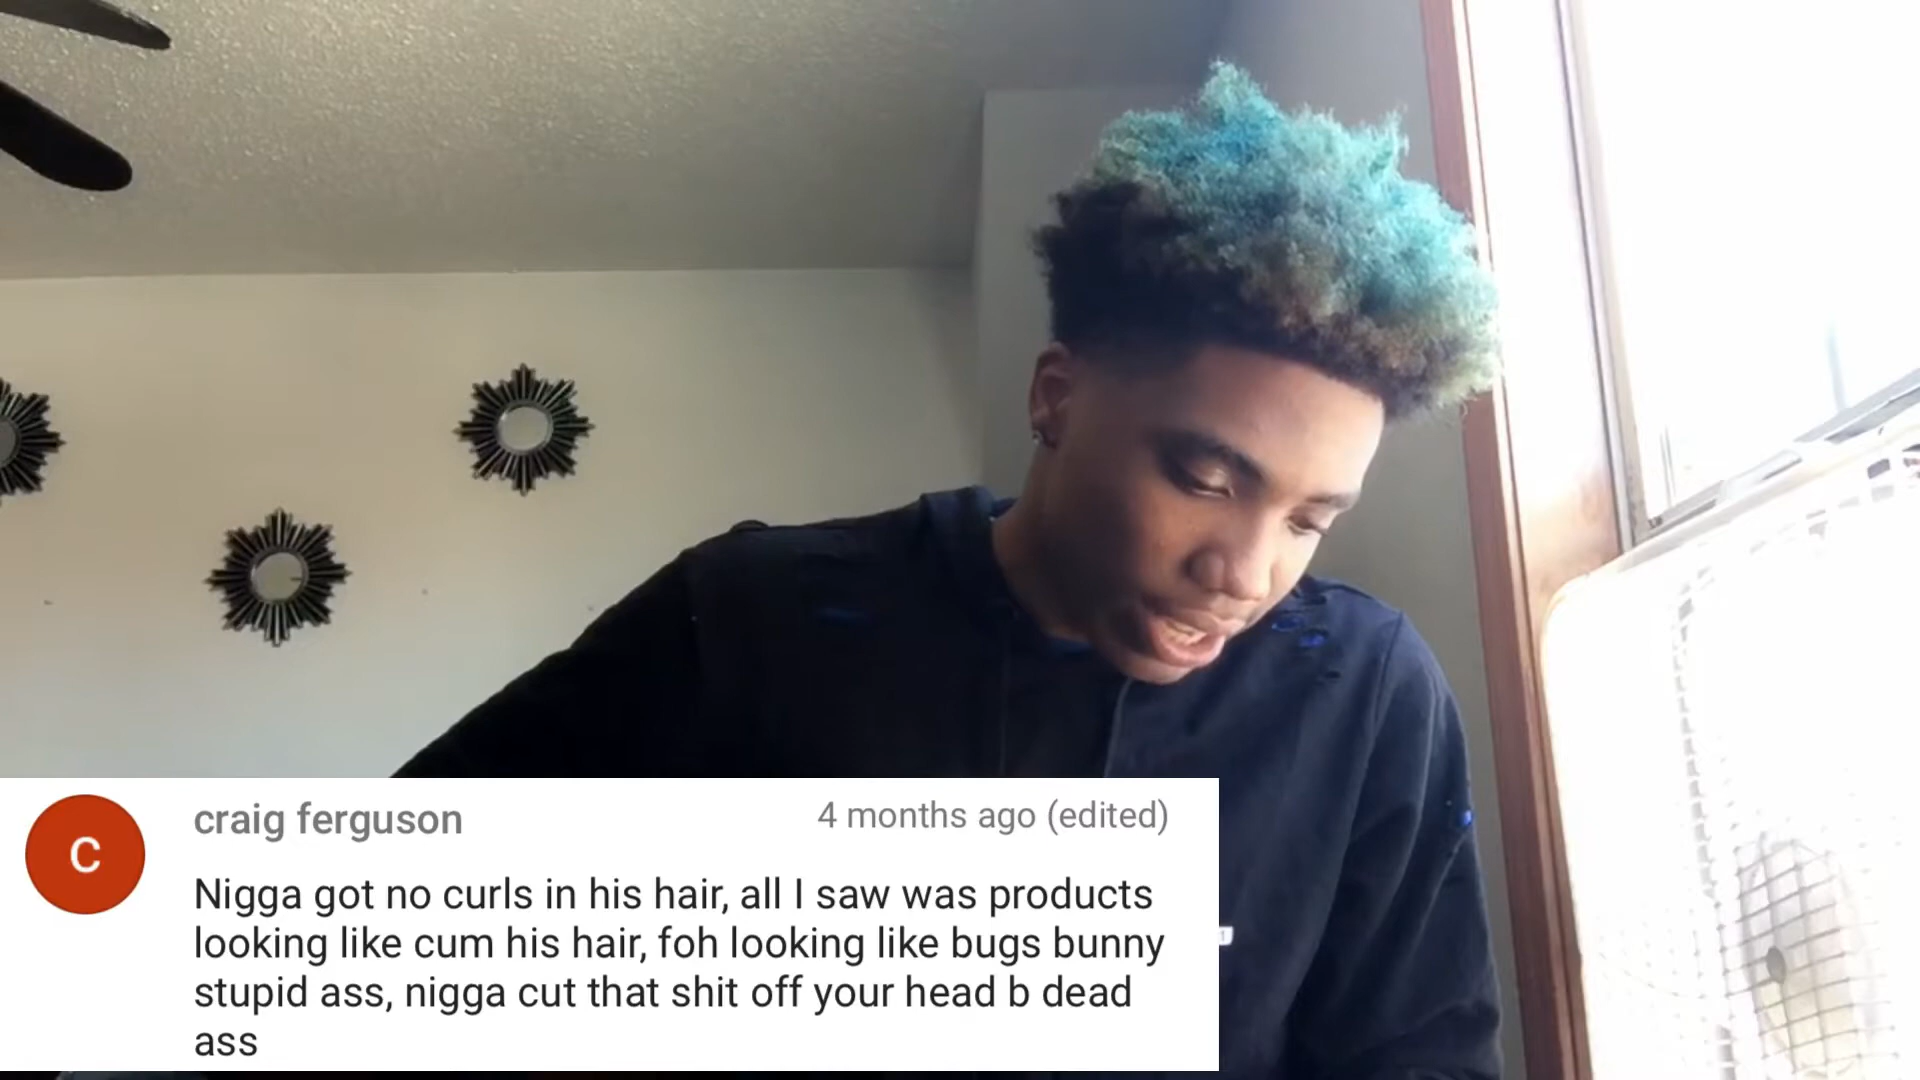 C
craig ferguson
4 months ago (edited)
Nigga got no curls in his hair, all I saw was products
looking like cum his hair, foh looking like bugs bunny
stupid ass, nigga cut that shit off your head b dead
ass